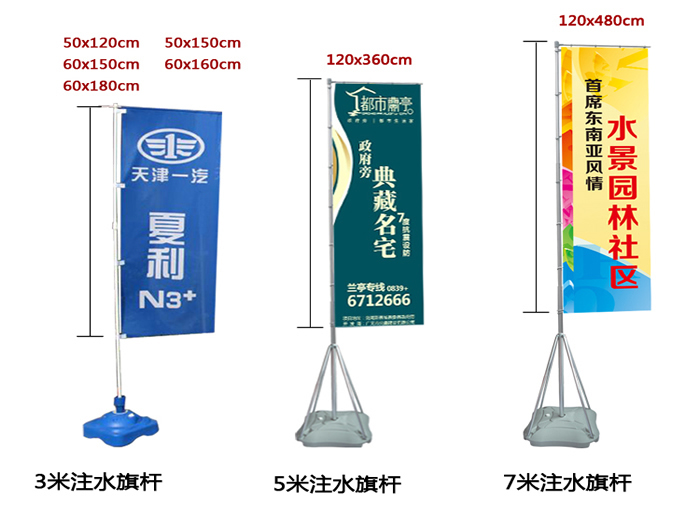 50x120cm 50x150cm
60x150cm 60x160cm
60x180cm
天津一汽
夏利
N3+
3米注水旗杆
120x360cm
都市蘭亭
政府旁
典藏名宅
7度抗震设防
兰亭专线 0839+
6712666
5米注水旗杆
120x480cm
首席东南亚风情
水景园林社区
7米注水旗杆